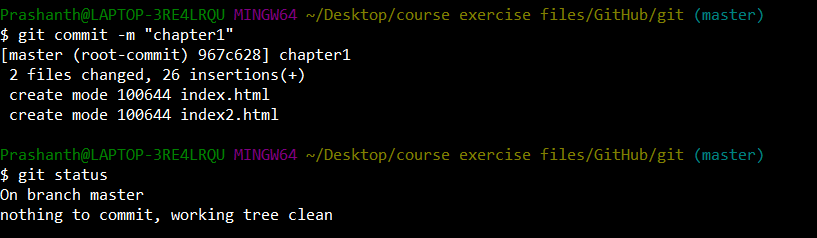 Prashanth@LAPTOP-3RE4LRQU MINGW64 ~/Desktop/course exercise files/GitHub/git (master)
$ git commit -m "chapter1"
[master (root-commit) 967c628] chapter1
 2 files changed, 26 insertions(+)
 create mode 100644 index.html
 create mode 100644 index2.html
Prashanth@LAPTOP-3RE4LRQU MINGW64 ~/Desktop/course exercise files/GitHub/git (master)
$ git status
On branch master
nothing to commit, working tree clean